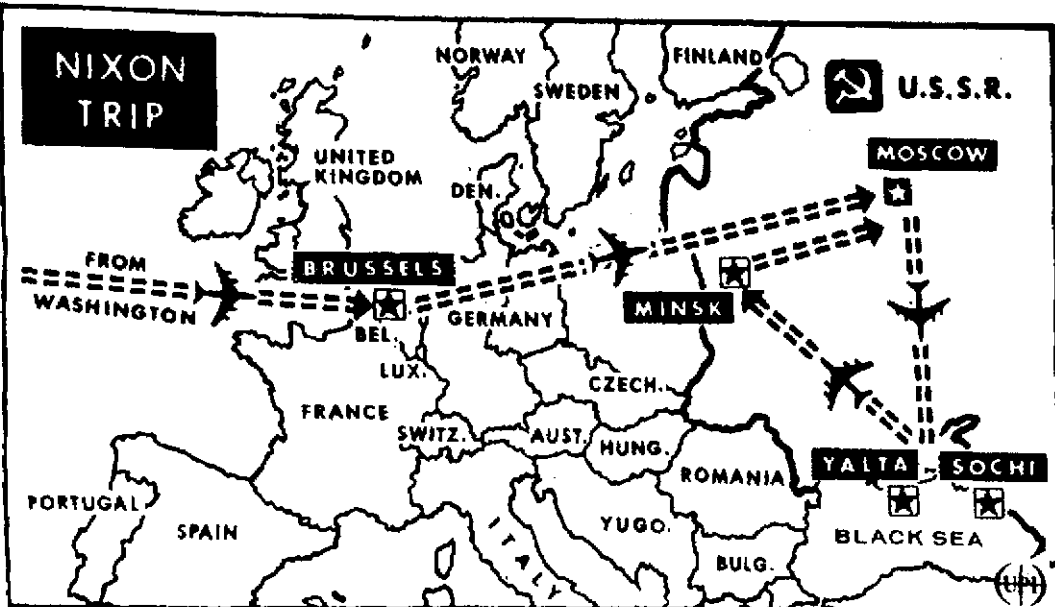 NIXON
TRIP
NORWAY
FINLAND
SWEDEN
U.S.S.R.
MOSCOW
UNITED
KINGDOM
DEN.
FROM
WASHINGTON
BRUSSELS
MINSK
BEL.
GERMANY
LUX.
CZECH.
FRANCE
SWITZ.
AUST.
HUNG.
ROMANIA
YALTA
SOCHI
PORTUGAL
SPAIN
ITALY
YUGO.
BULG.
BLACK SEA
UPI